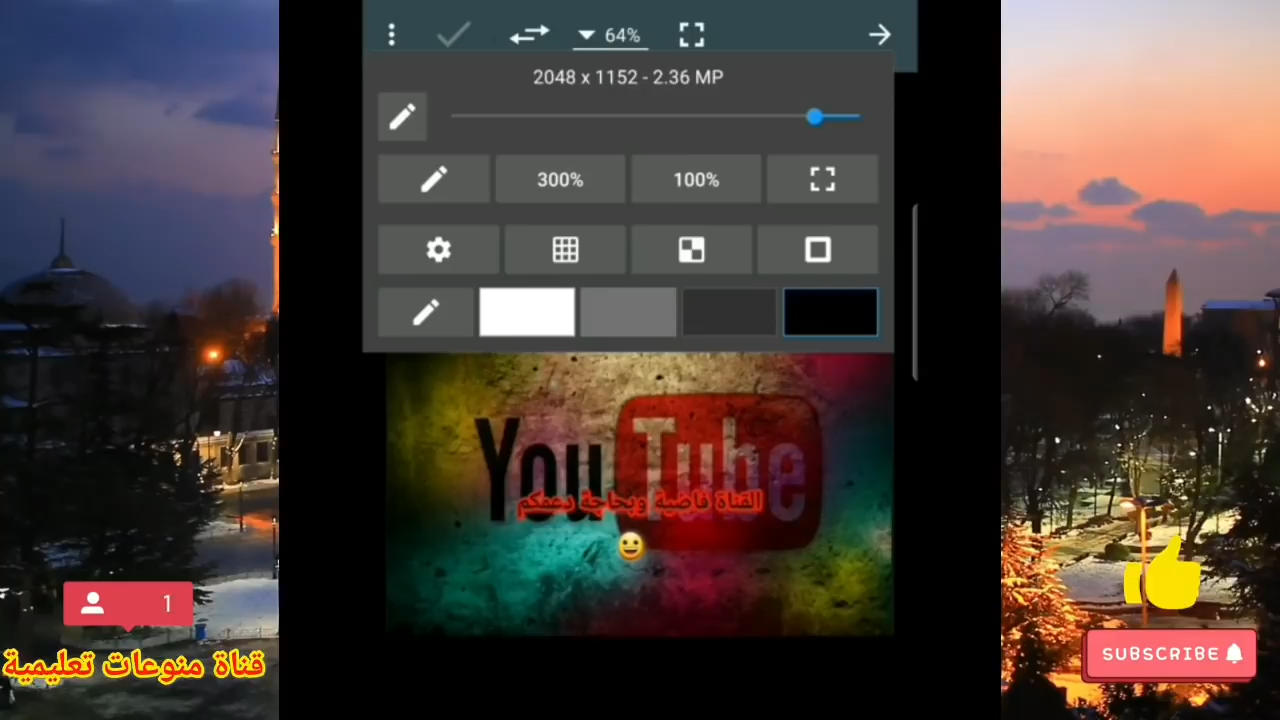 64%
2048 x 1152 - 2.36 MP
300%
100%
YouTube
القناة فاضية وبحاجة دعمكم
1
قناة منوعات تعليمية
SUBSCRIBE